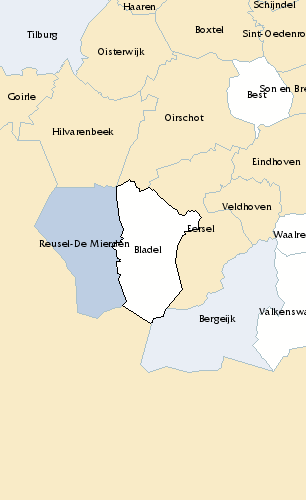 Haaren
Schijndel
Tilburg
Boxtel
Sint-Oedenro
Oisterwijk
Goirle
Best
Son en Bre
Oirschot
Hilvarenbeek
Eindhoven
Veldhoven
Eersel
Waalre
Reusel-De Mierden
Bladel
Bergeijk
Valkenswa